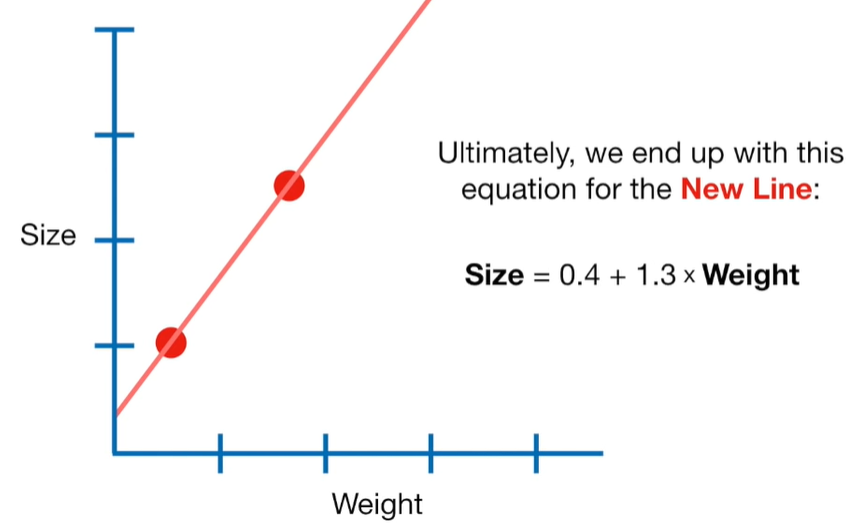 Ultimately, we end up with this
equation for the New Line:
Size
Size = 0.4 + 1.3 × Weight
Weight